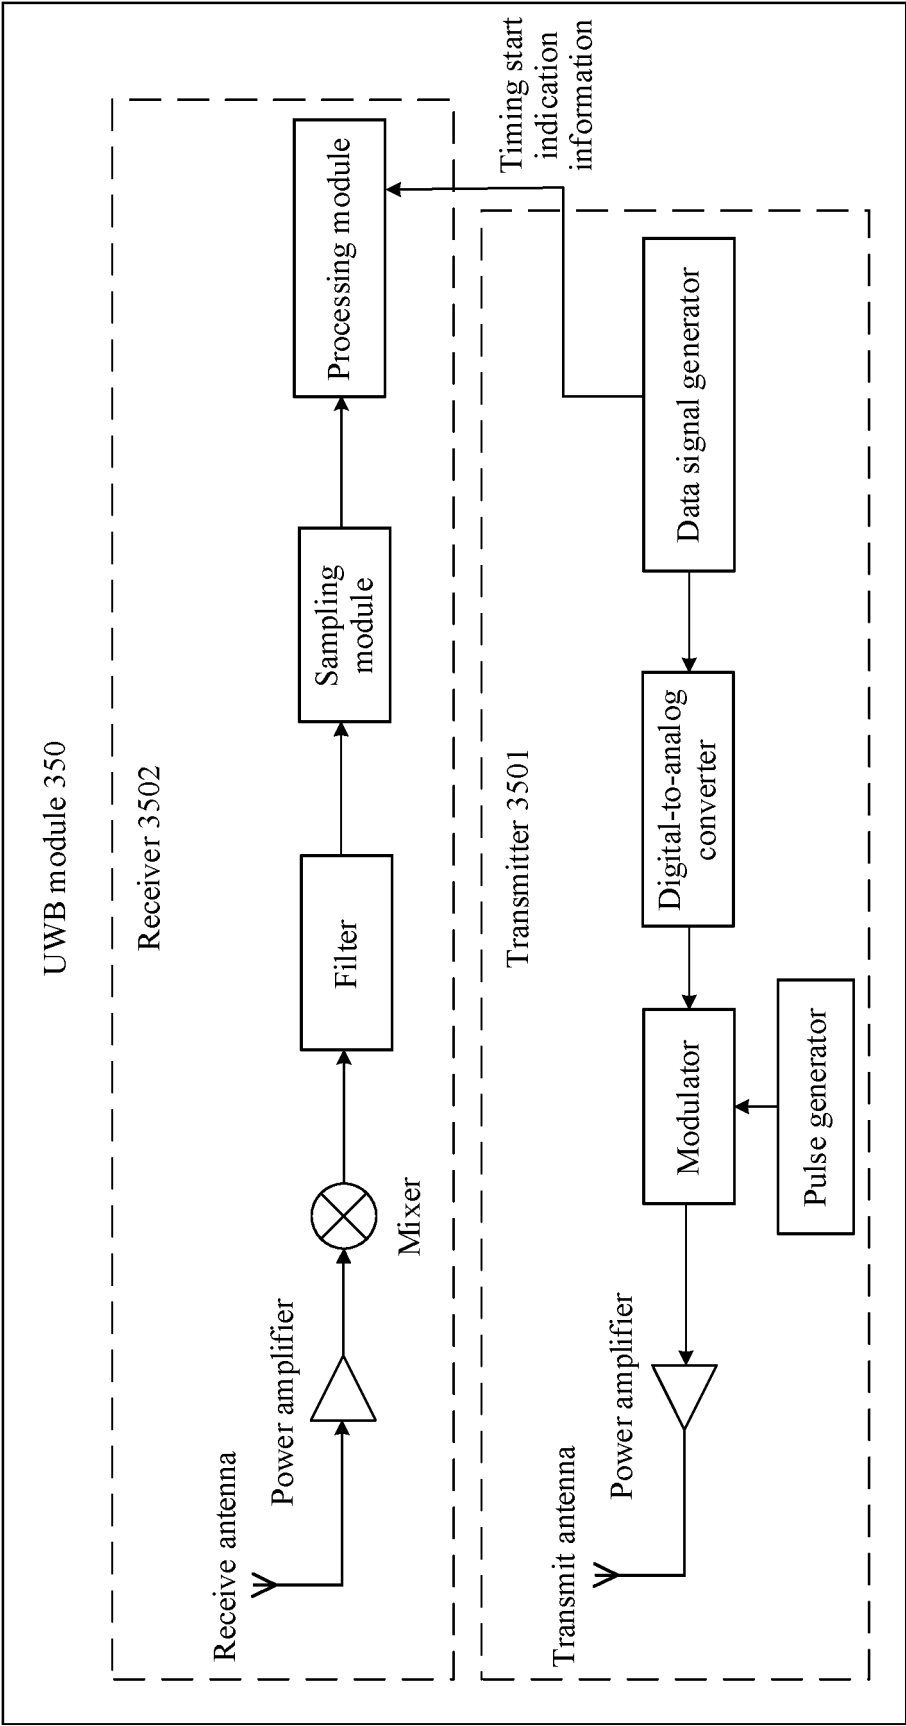 UWB module 350
Receiver 3502
Receive antenna
Power amplifier
Mixer
Filter
Sampling
module
Processing module
Timing start
indication
information
Transmitter 3501
Transmit antenna
Power amplifier
Modulator
Pulse generator
Digital-to-analog
converter
Data signal generator